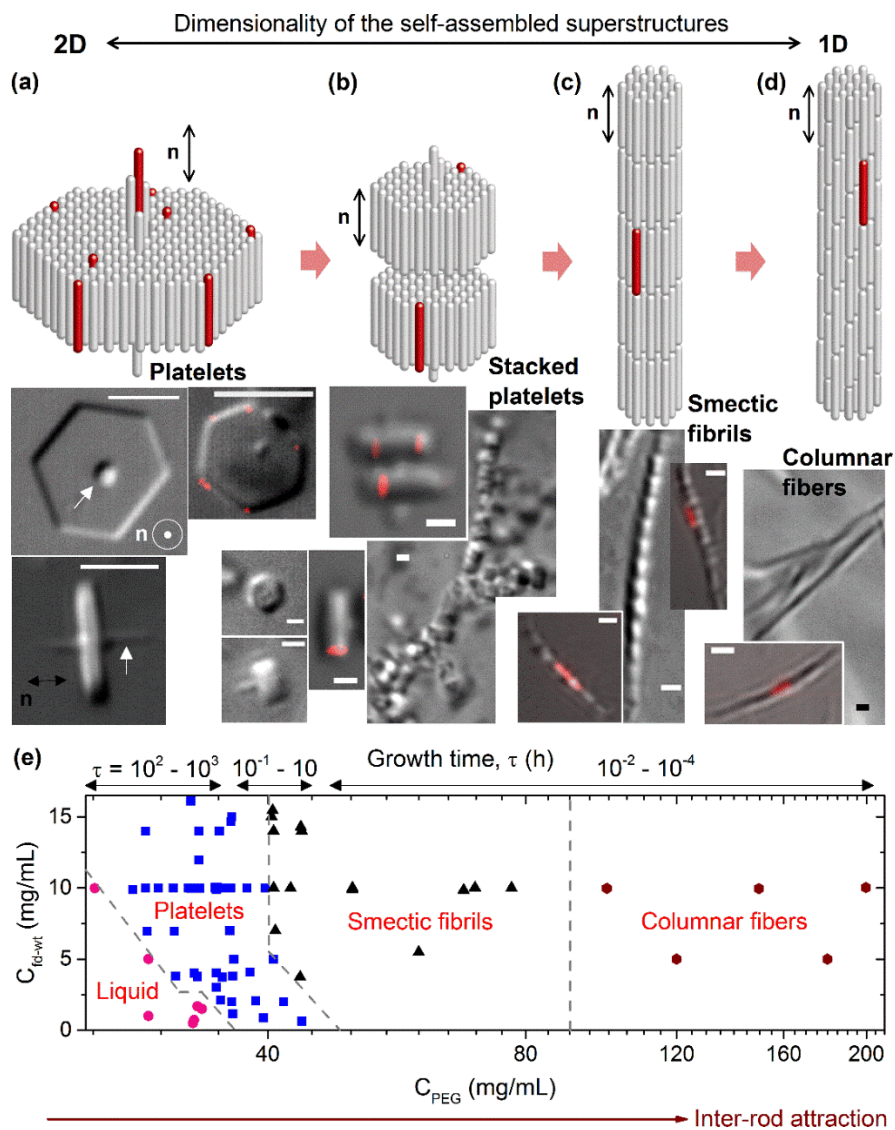 Dimensionality of the self-assembled superstructures
2D
1D
(a)
(b)
(c)
(d)
n
n
n
n
Platelets
Stacked
platelets
Smectic
fibrils
Columnar
fibers
n
n
(e)
τ = 10² - 10³
10⁻¹ - 10
Growth time, τ (h)
10⁻² - 10⁻⁴
15
10
5
0
C_fd-wt (mg/mL)
Platelets
Smectic fibrils
Columnar fibers
Liquid
40
80
120
160
200
C_PEG (mg/mL)
Inter-rod attraction